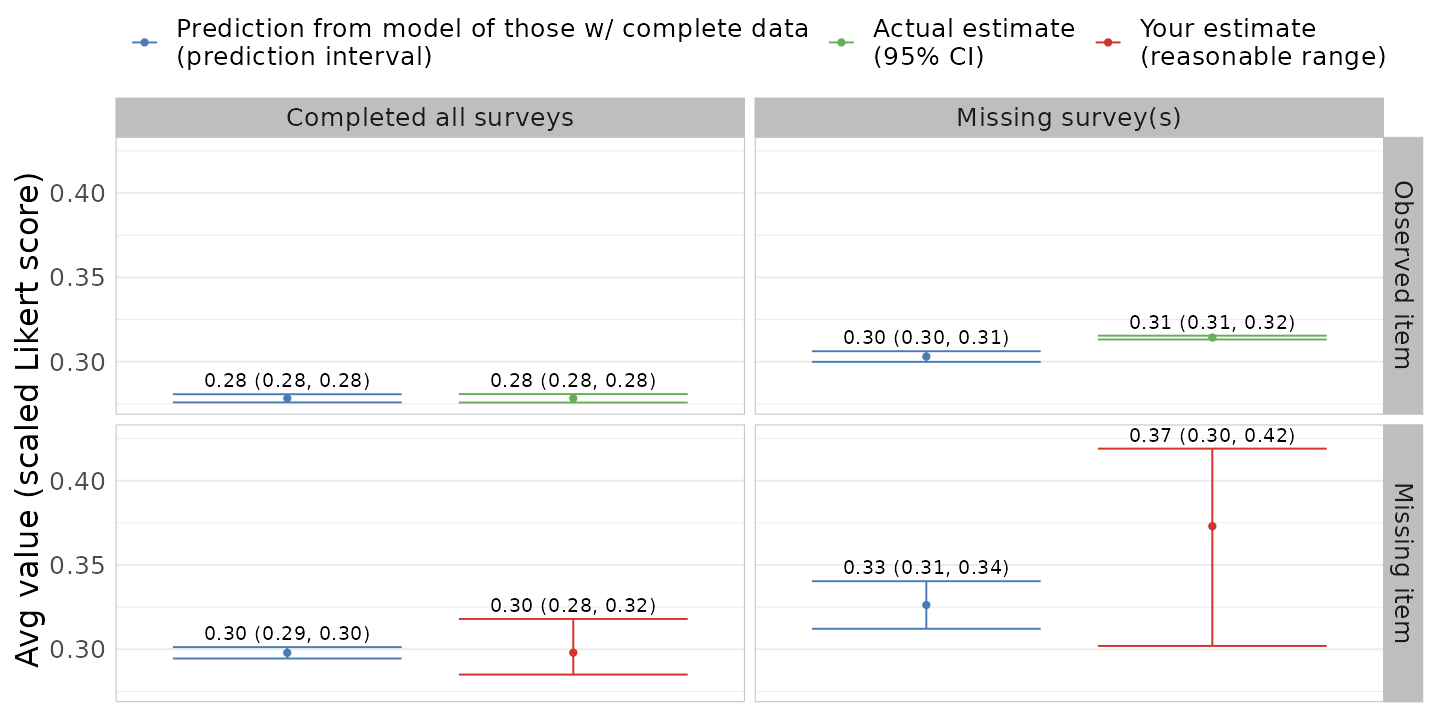 Prediction from model of those w/ complete data
(prediction interval)
Actual estimate
(95% CI)
Your estimate
(reasonable range)
Completed all surveys
Missing survey(s)
Avg value (scaled Likert score)
0.40
0.35
0.30
0.28 (0.28, 0.28)
0.28 (0.28, 0.28)
0.30 (0.30, 0.31)
0.31 (0.31, 0.32)
Observed item
0.40
0.35
0.30
0.30 (0.29, 0.30)
0.30 (0.28, 0.32)
0.33 (0.31, 0.34)
0.37 (0.30, 0.42)
Missing item